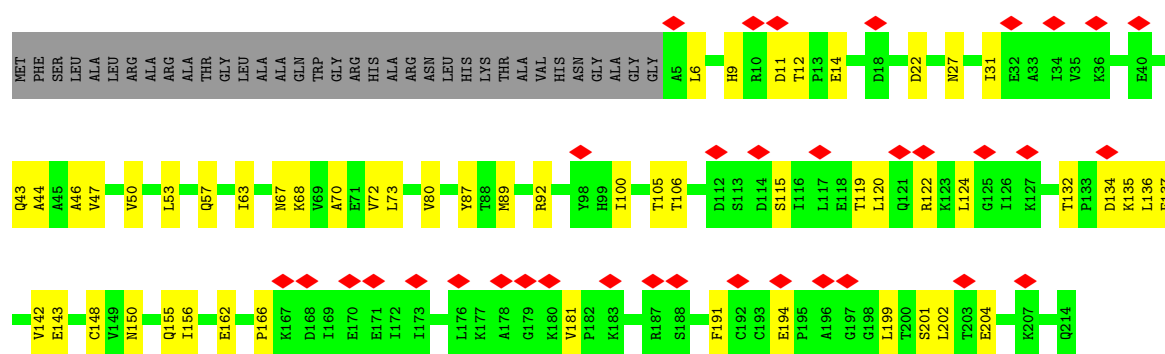 MET PHE SER LEU ALA LEU ARG ALA ARG ALA THR GLY LEU ALA ALA GLN TRP GLY ARG HIS ALA ARG ASN LEU HIS LYS THR ALA VAL HIS ASN GLY ALA GLY GLY A5 L6 H9 R10 D11 T12 P13 E14 D18 D22 N27 I31 E32 A33 I34 V35 K36 E40
Q43 A44 A45 A46 V47 V50 L53 Q57 I63 N67 K68 V69 A70 E71 V72 L73 V80 Y87 T88 M89 R92 Y98 H99 I100 T105 T106 D112 S113 D114 S115 I116 L117 E118 T119 L120 Q121 R122 K123 L124 G125 I126 K127 T132 P133 D134 K135 L136
V142 E143 C148 V149 N150 Q155 I156 E162 P166 K167 D168 I169 E170 E171 I172 I173 L176 K177 A178 G179 K180 V181 P182 K183 R187 S188 F191 C192 C193 E194 P195 A196 G197 G198 L199 T200 S201 L202 T203 E204 K207 Q214